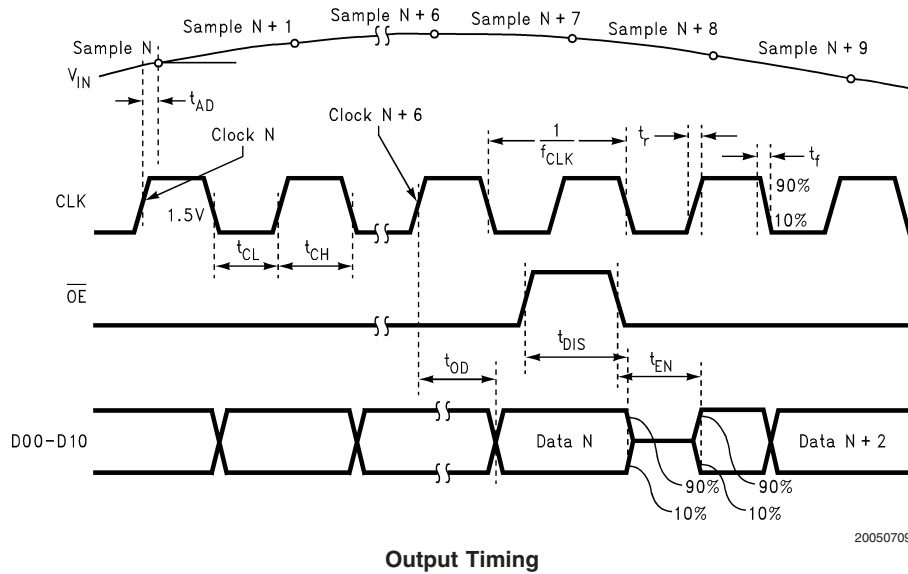 Sample N
Sample N + 1
Sample N + 6
Sample N + 7
Sample N + 8
Sample N + 9
VIN
tAD
Clock N
Clock N + 6
1
fCLK
tr
tf
CLK
1.5V
90%
10%
tCL
tCH
OE
tDIS
tEN
tOD
D00-D10
Data N
Data N + 2
90%
90%
10%
10%
20050709
Output Timing